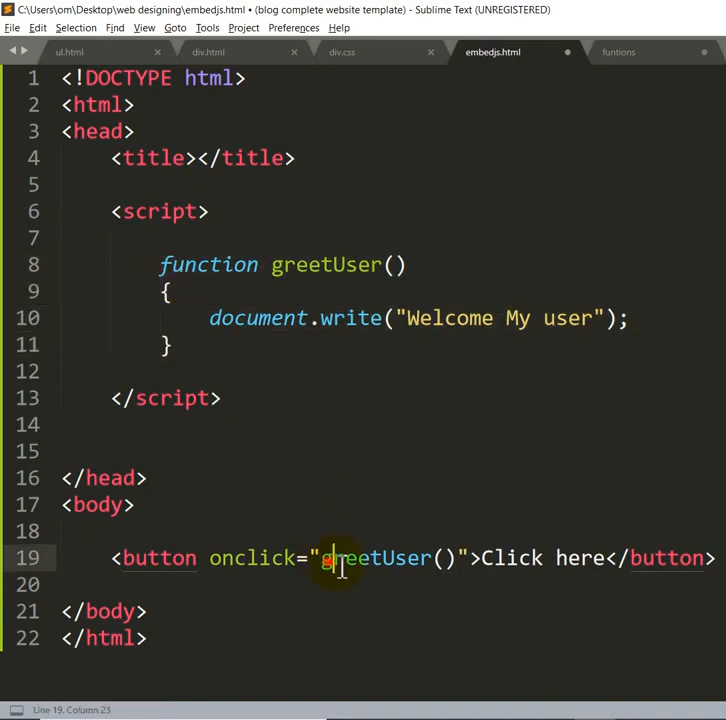 C:\Users\om\Desktop\web designing\embedjs.html • (blog complete website template) - Sublime Text (UNREGISTERED)
File Edit Selection Find View Goto Tools Project Preferences Help
ul.html × div.html × div.css × embedjs.html funtions
1 <!DOCTYPE html>
2 <html>
3 <head>
4 <title></title>
5
6 <script>
7
8 function greetUser()
9 {
10 document.write("Welcome My user");
11 }
12
13 </script>
14
15
16 </head>
17 <body>
18
19 <button onclick="greetUser()">Click here</button>
20
21 </body>
22 </html>
Line 19, Column 23